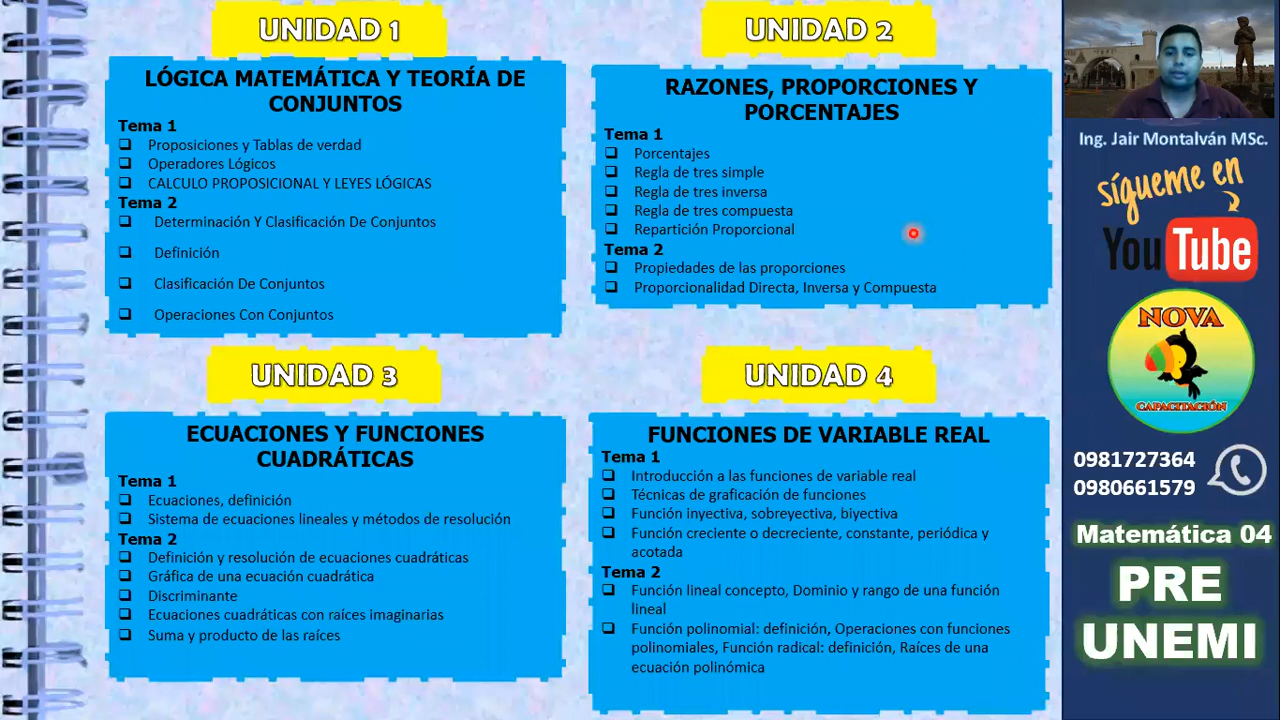 UNIDAD 1
LÓGICA MATEMÁTICA Y TEORÍA DE
CONJUNTOS
Tema 1
Proposiciones y Tablas de verdad
Operadores Lógicos
CALCULO PROPOSICIONAL Y LEYES LÓGICAS
Tema 2
Determinación Y Clasificación De Conjuntos
Definición
Clasificación De Conjuntos
Operaciones Con Conjuntos
UNIDAD 2
RAZONES, PROPORCIONES Y
PORCENTAJES
Tema 1
Porcentajes
Regla de tres simple
Regla de tres inversa
Regla de tres compuesta
Repartición Proporcional
Tema 2
Propiedades de las proporciones
Proporcionalidad Directa, Inversa y Compuesta
UNIDAD 3
ECUACIONES Y FUNCIONES
CUADRÁTICAS
Tema 1
Ecuaciones, definición
Sistema de ecuaciones lineales y métodos de resolución
Tema 2
Definición y resolución de ecuaciones cuadráticas
Gráfica de una ecuación cuadrática
Discriminante
Ecuaciones cuadráticas con raíces imaginarias
Suma y producto de las raíces
UNIDAD 4
FUNCIONES DE VARIABLE REAL
Tema 1
Introducción a las funciones de variable real
Técnicas de graficación de funciones
Función inyectiva, sobreyectiva, biyectiva
Función creciente o decreciente, constante, periódica y
acotada
Tema 2
Función lineal concepto, Dominio y rango de una función
lineal
Función polinomial: definición, Operaciones con funciones
polinomiales, Función radical: definición, Raíces de una
ecuación polinómica
Ing. Jair Montalván MSc.
sígueme en
YouTube
NOVA
CAPACITACIÓN
0981727364
0980661579
Matemática 04
PRE
UNEMI